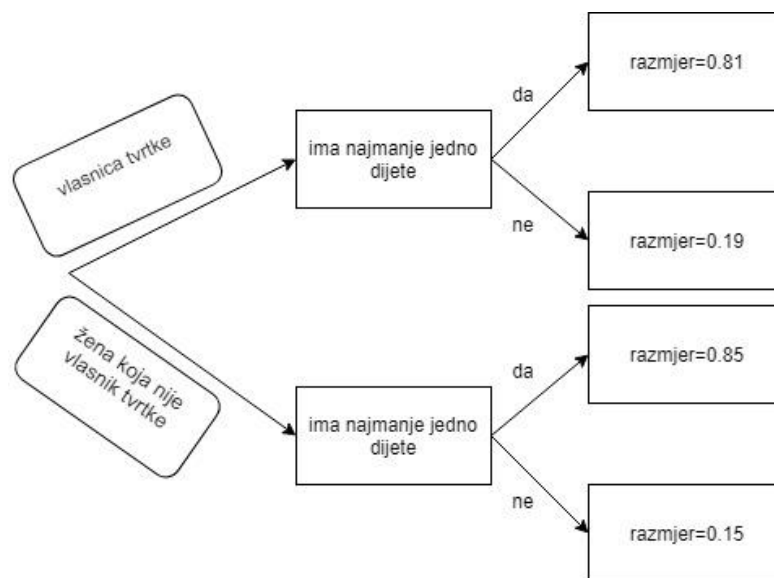 vlasnica tvrtke
ima najmanje jedno
dijete
da
razmjer=0.81
ne
razmjer=0.19
žena koja nije
vlasnik tvrtke
ima najmanje jedno
dijete
da
razmjer=0.85
ne
razmjer=0.15